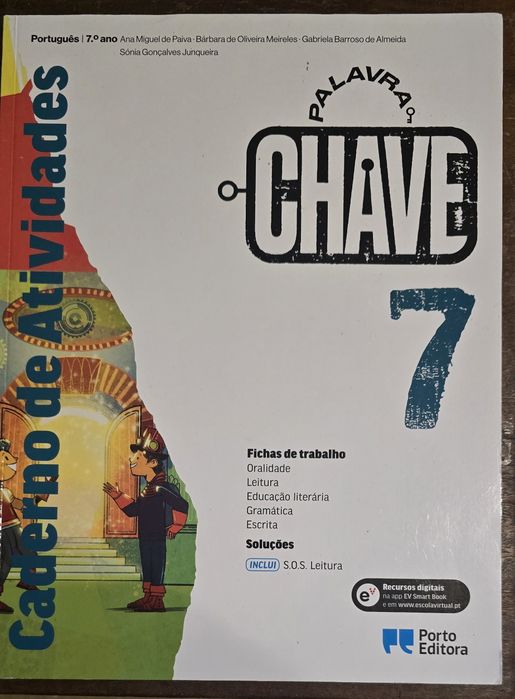 Português | 7.º ano Ana Miguel de Paiva · Bárbara de Oliveira Meireles · Gabriela Barroso de Almeida
Sónia Gonçalves Junqueira
Caderno de Atividades
PALAVRA
CHAVE
7
Fichas de trabalho
Oralidade
Leitura
Educação literária
Gramática
Escrita
Soluções
INCLUI S.O.S. Leitura
e Recursos digitais
na app EV Smart Book
e em www.escolavirtual.pt
Porto
Editora